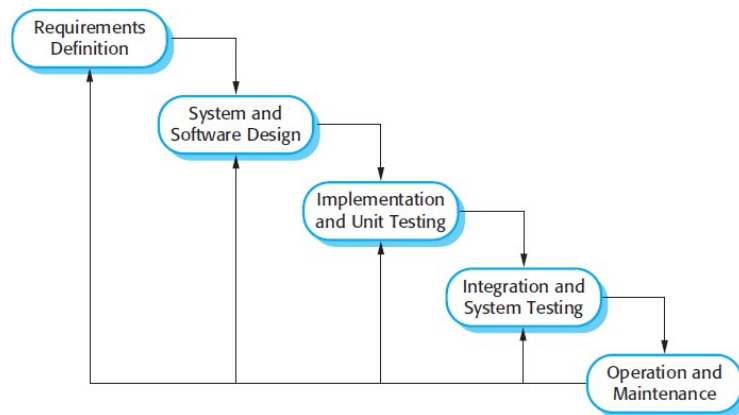 Requirements
Definition
System and
Software Design
Implementation
and Unit Testing
Integration and
System Testing
Operation and
Maintenance